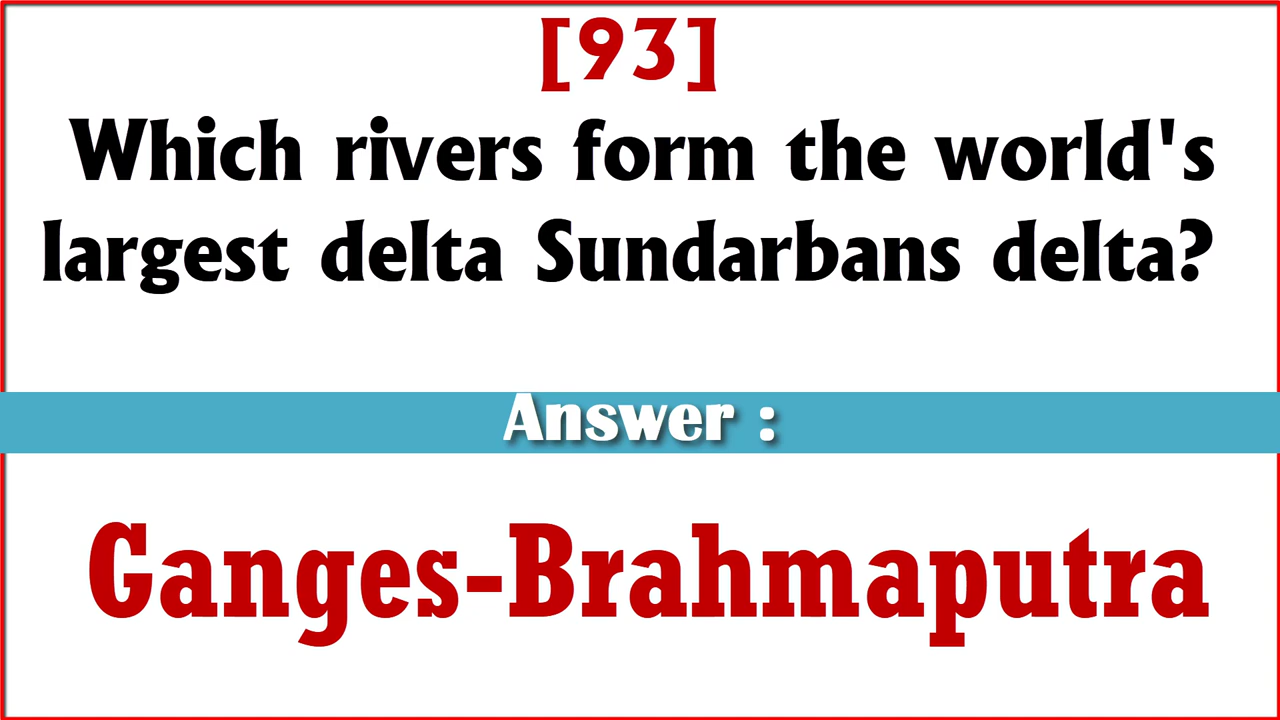 [93]
Which rivers form the world's
largest delta Sundarbans delta?
Answer :
Ganges-Brahmaputra